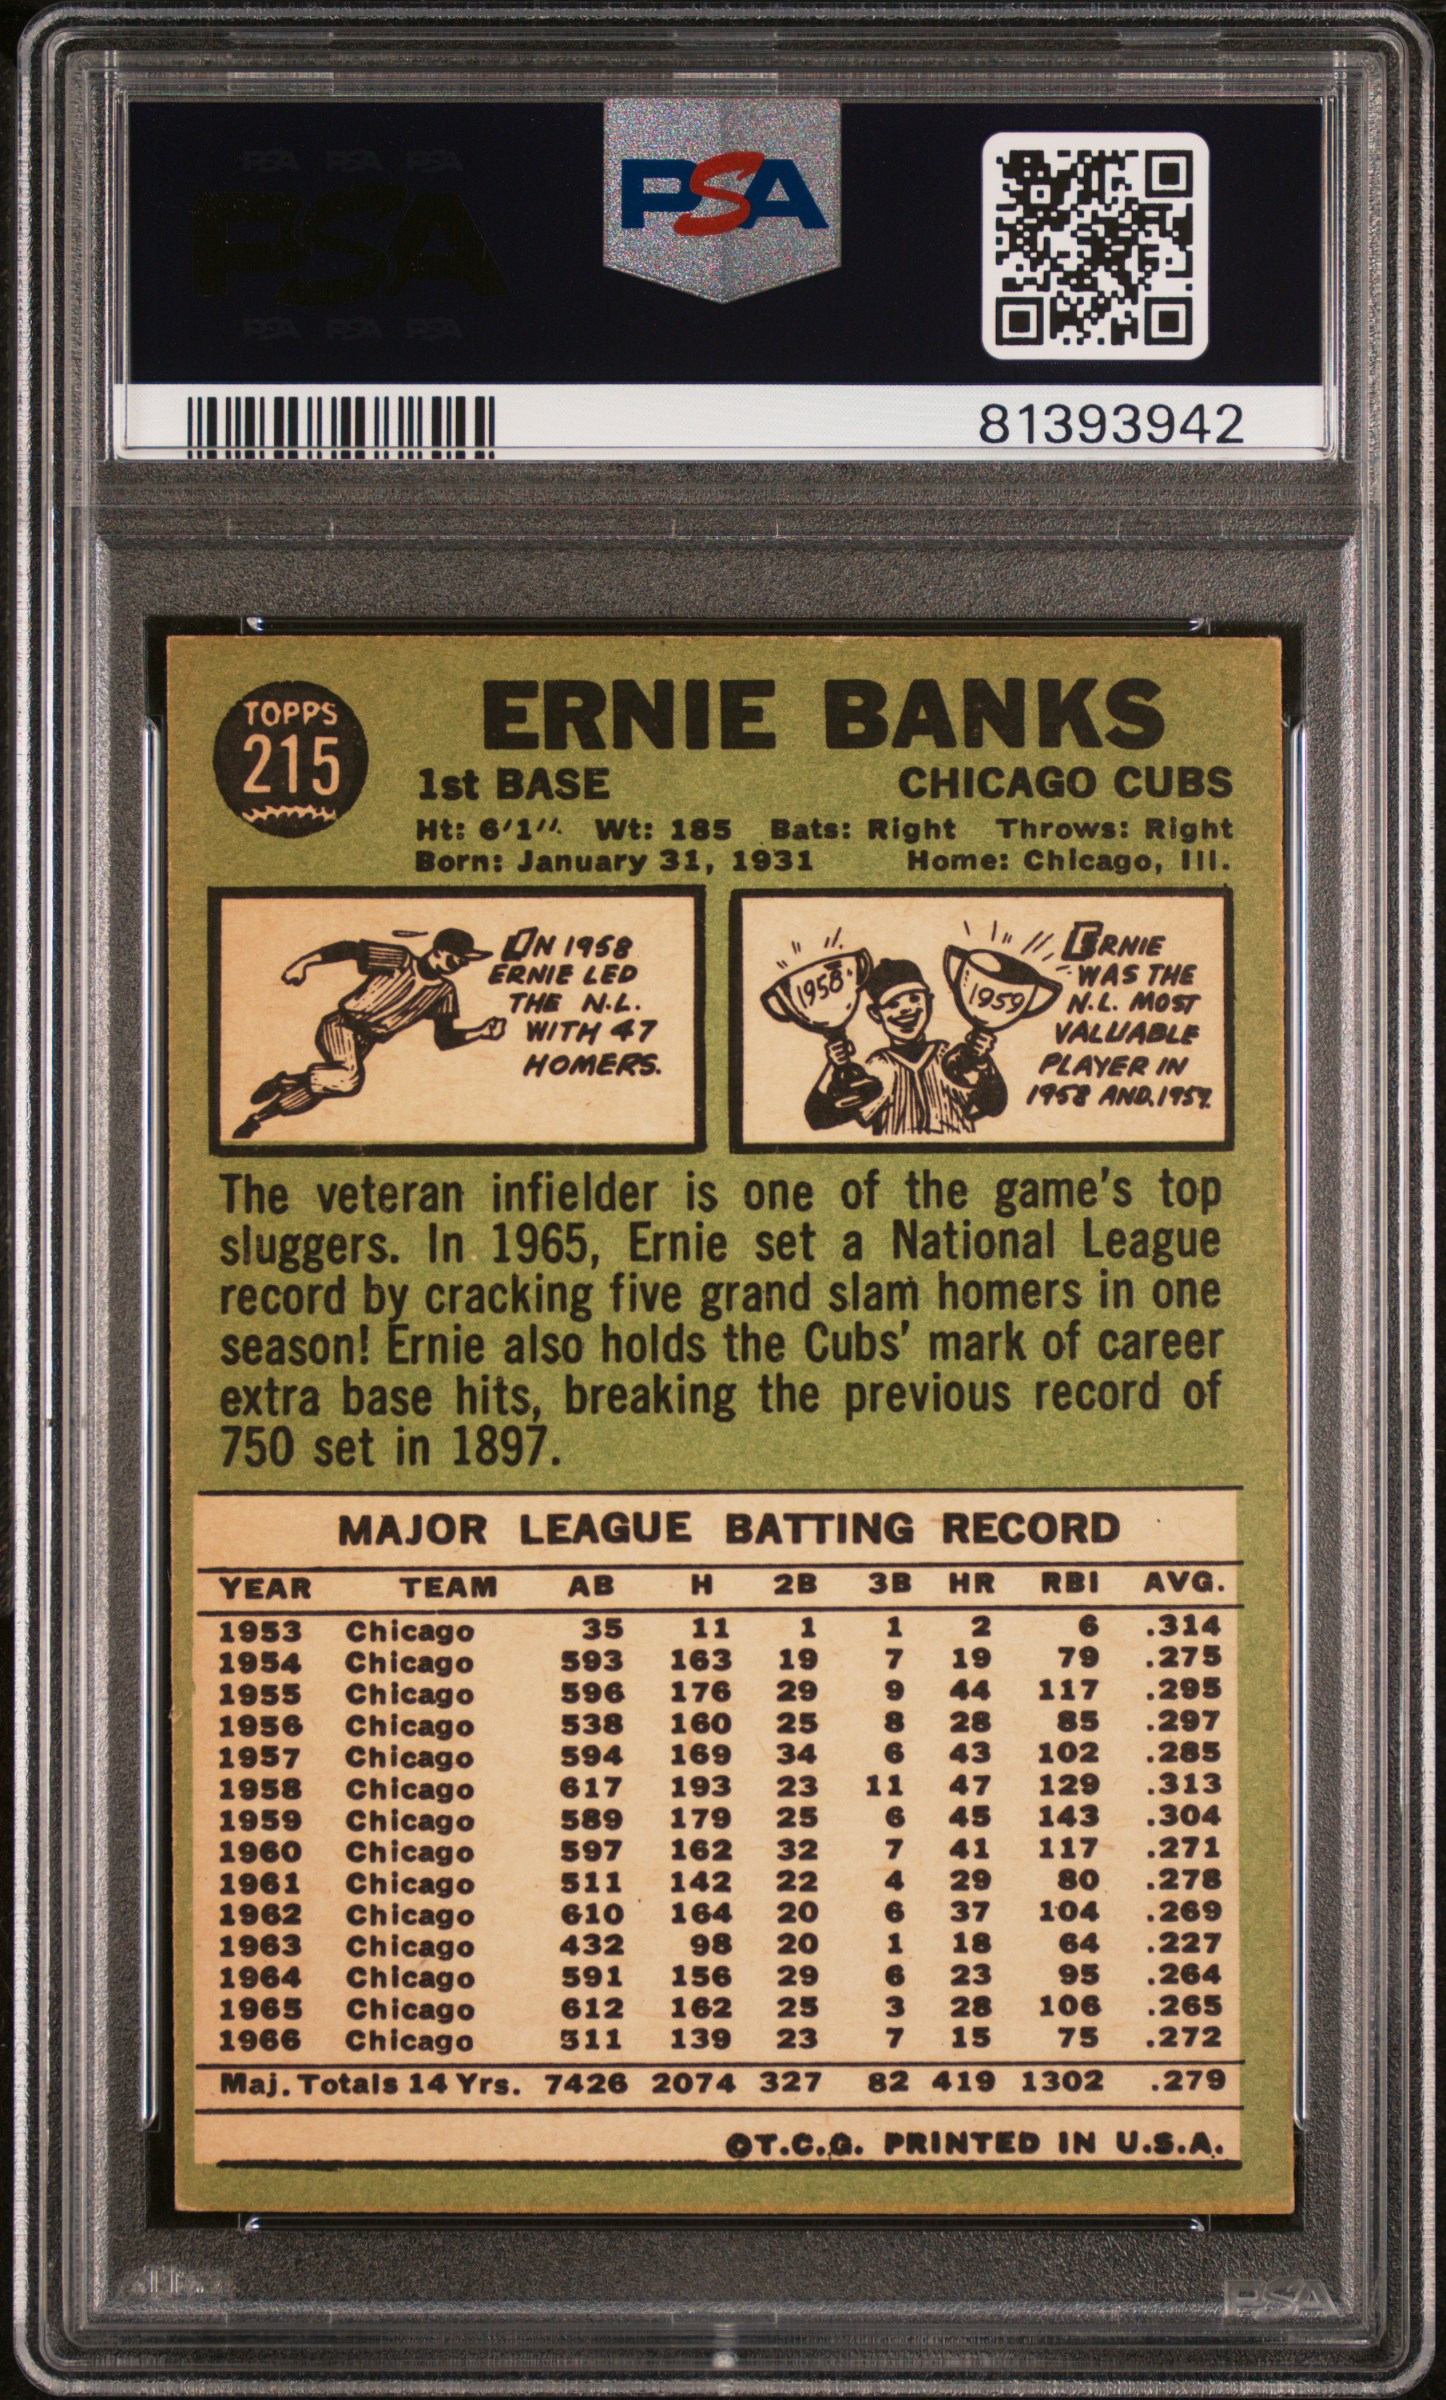 PSA PSA PSA
PSA
PSA PSA PSA
PSA
81393942
TOPPS
215
ERNIE BANKS
1st BASE CHICAGO CUBS
Ht: 6'1" Wt: 185 Bats: Right Throws: Right
Born: January 31, 1931 Home: Chicago, Ill.
IN 1958
ERNIE LED
THE N.L.
WITH 47
HOMERS.
1958
1959
ERNIE
WAS THE
N.L. MOST
VALUABLE
PLAYER IN
1958 AND 1959.
The veteran infielder is one of the game's top
sluggers. In 1965, Ernie set a National League
record by cracking five grand slam homers in one
season! Ernie also holds the Cubs' mark of career
extra base hits, breaking the previous record of
750 set in 1897.
MAJOR LEAGUE BATTING RECORD
YEAR TEAM AB H 2B 3B HR RBI AVG.
1953 Chicago 35 11 1 1 2 6 .314
1954 Chicago 593 163 19 7 19 79 .275
1955 Chicago 596 176 29 9 44 117 .295
1956 Chicago 538 160 25 8 28 85 .297
1957 Chicago 594 169 34 6 43 102 .285
1958 Chicago 617 193 23 11 47 129 .313
1959 Chicago 589 179 25 6 45 143 .304
1960 Chicago 597 162 32 7 41 117 .271
1961 Chicago 511 142 22 4 29 80 .278
1962 Chicago 610 164 20 6 37 104 .269
1963 Chicago 432 98 20 1 18 64 .227
1964 Chicago 591 156 29 6 23 95 .264
1965 Chicago 612 162 25 3 28 106 .265
1966 Chicago 511 139 23 7 15 75 .272
Maj. Totals 14 Yrs. 7426 2074 327 82 419 1302 .279
©T.C.G. PRINTED IN U.S.A.
PSA